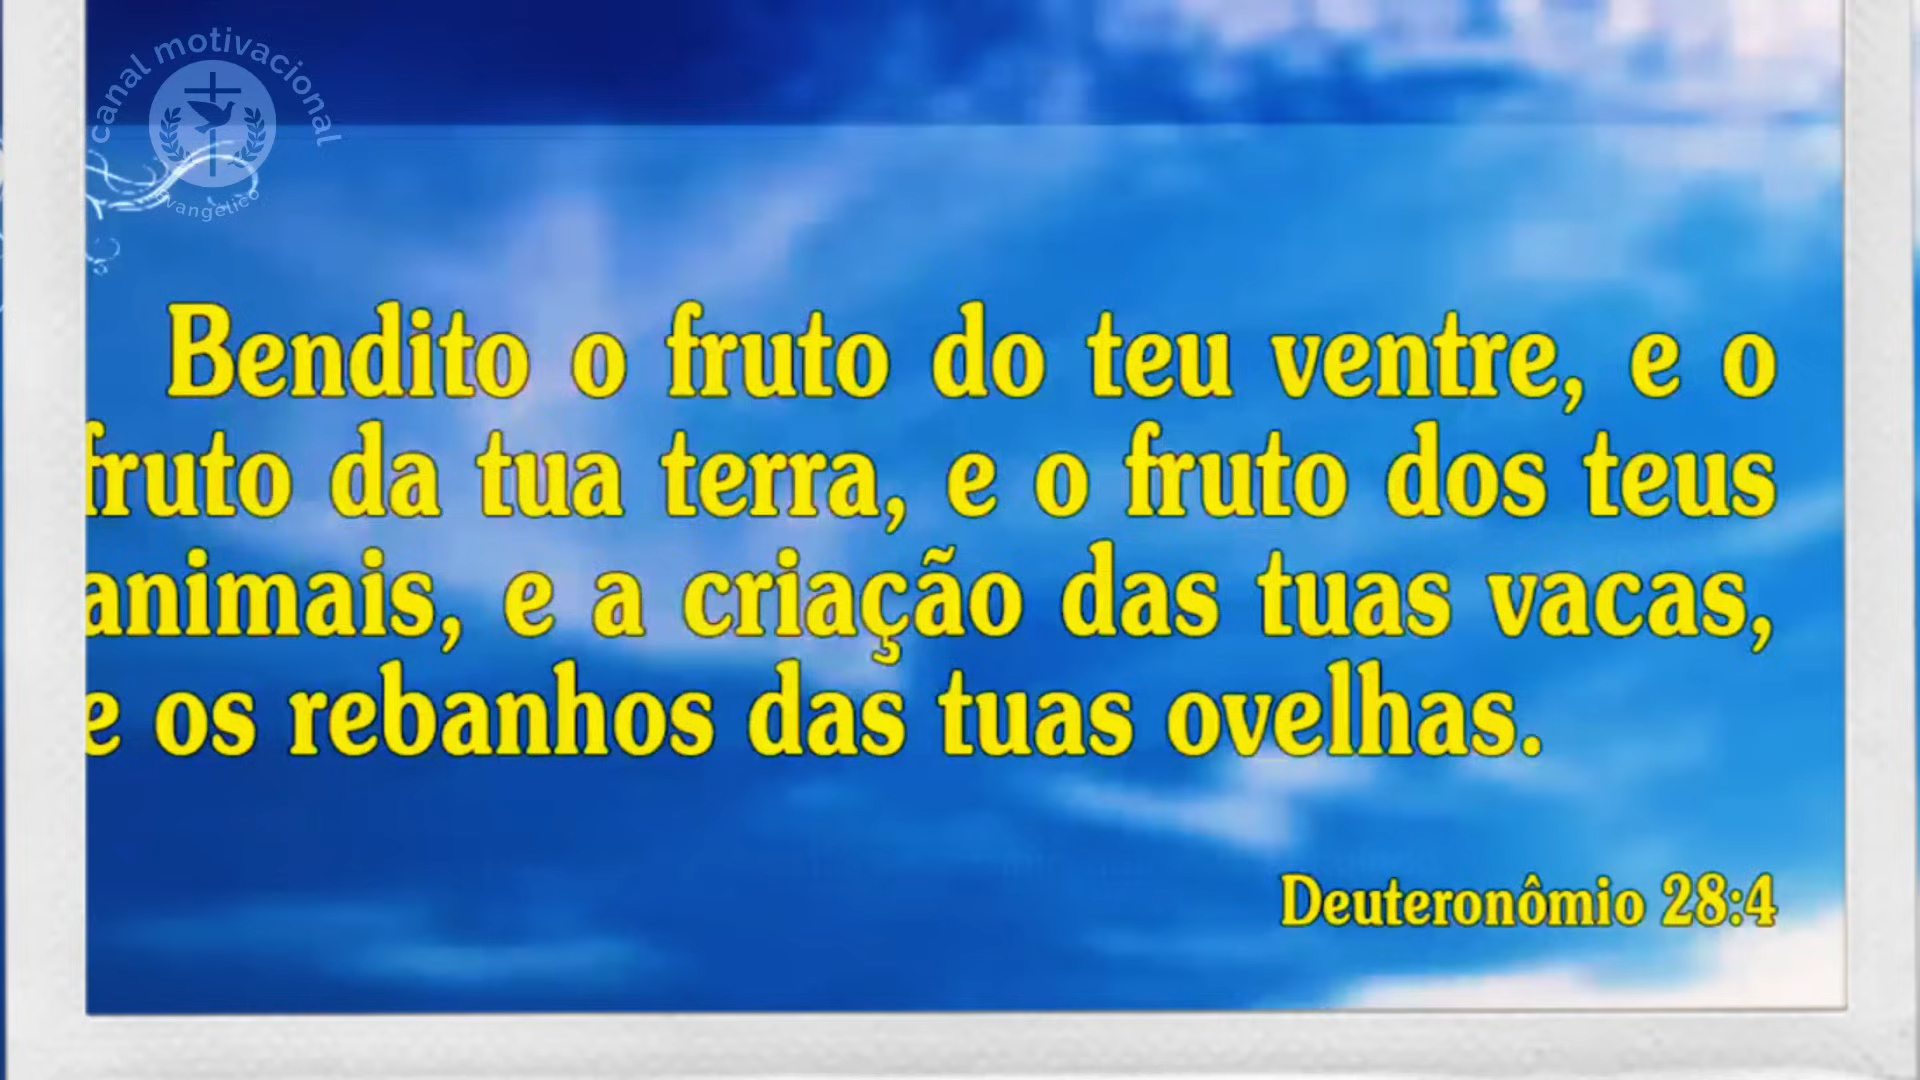 canal motivacional
evangélico
Bendito o fruto do teu ventre, e o
fruto da tua terra, e o fruto dos teus
animais, e a criação das tuas vacas,
e os rebanhos das tuas ovelhas.
Deuteronômio 28:4